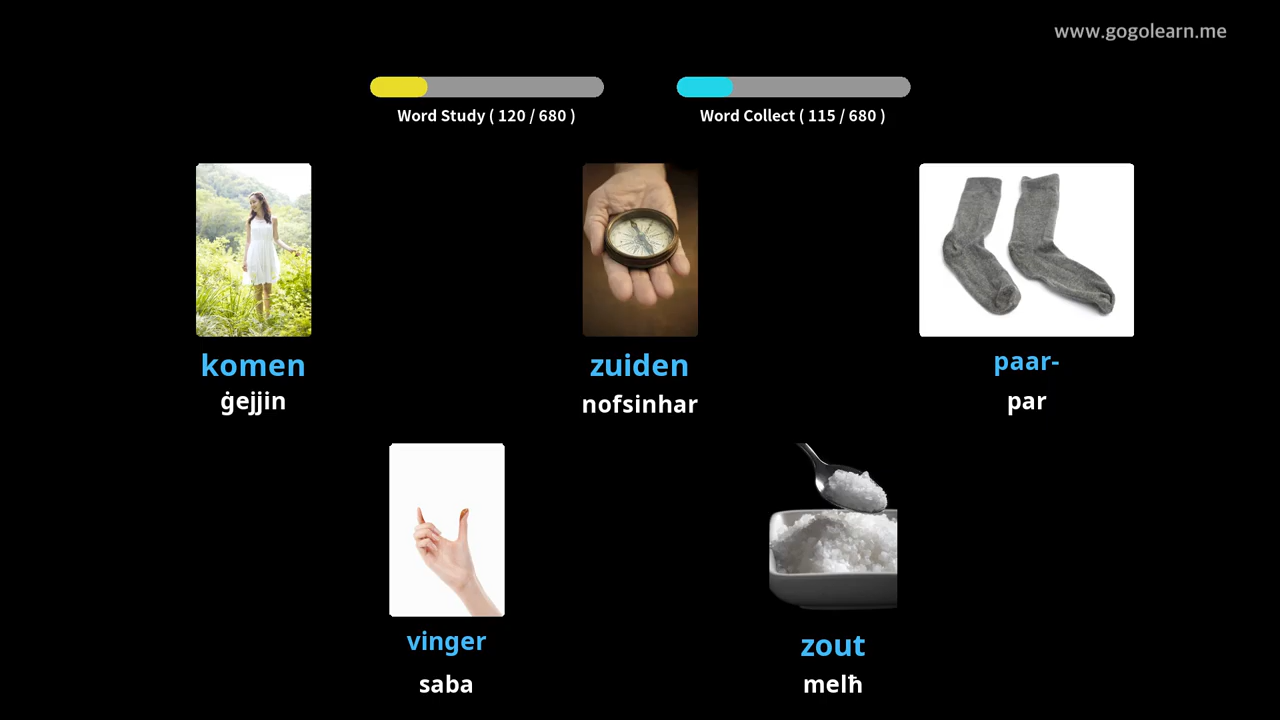 www.gogolearn.me
Word Study ( 120 / 680 )
Word Collect ( 115 / 680 )
komen
ġejjin
zuiden
nofsinhar
paar-
par
vinger
saba
zout
melħ